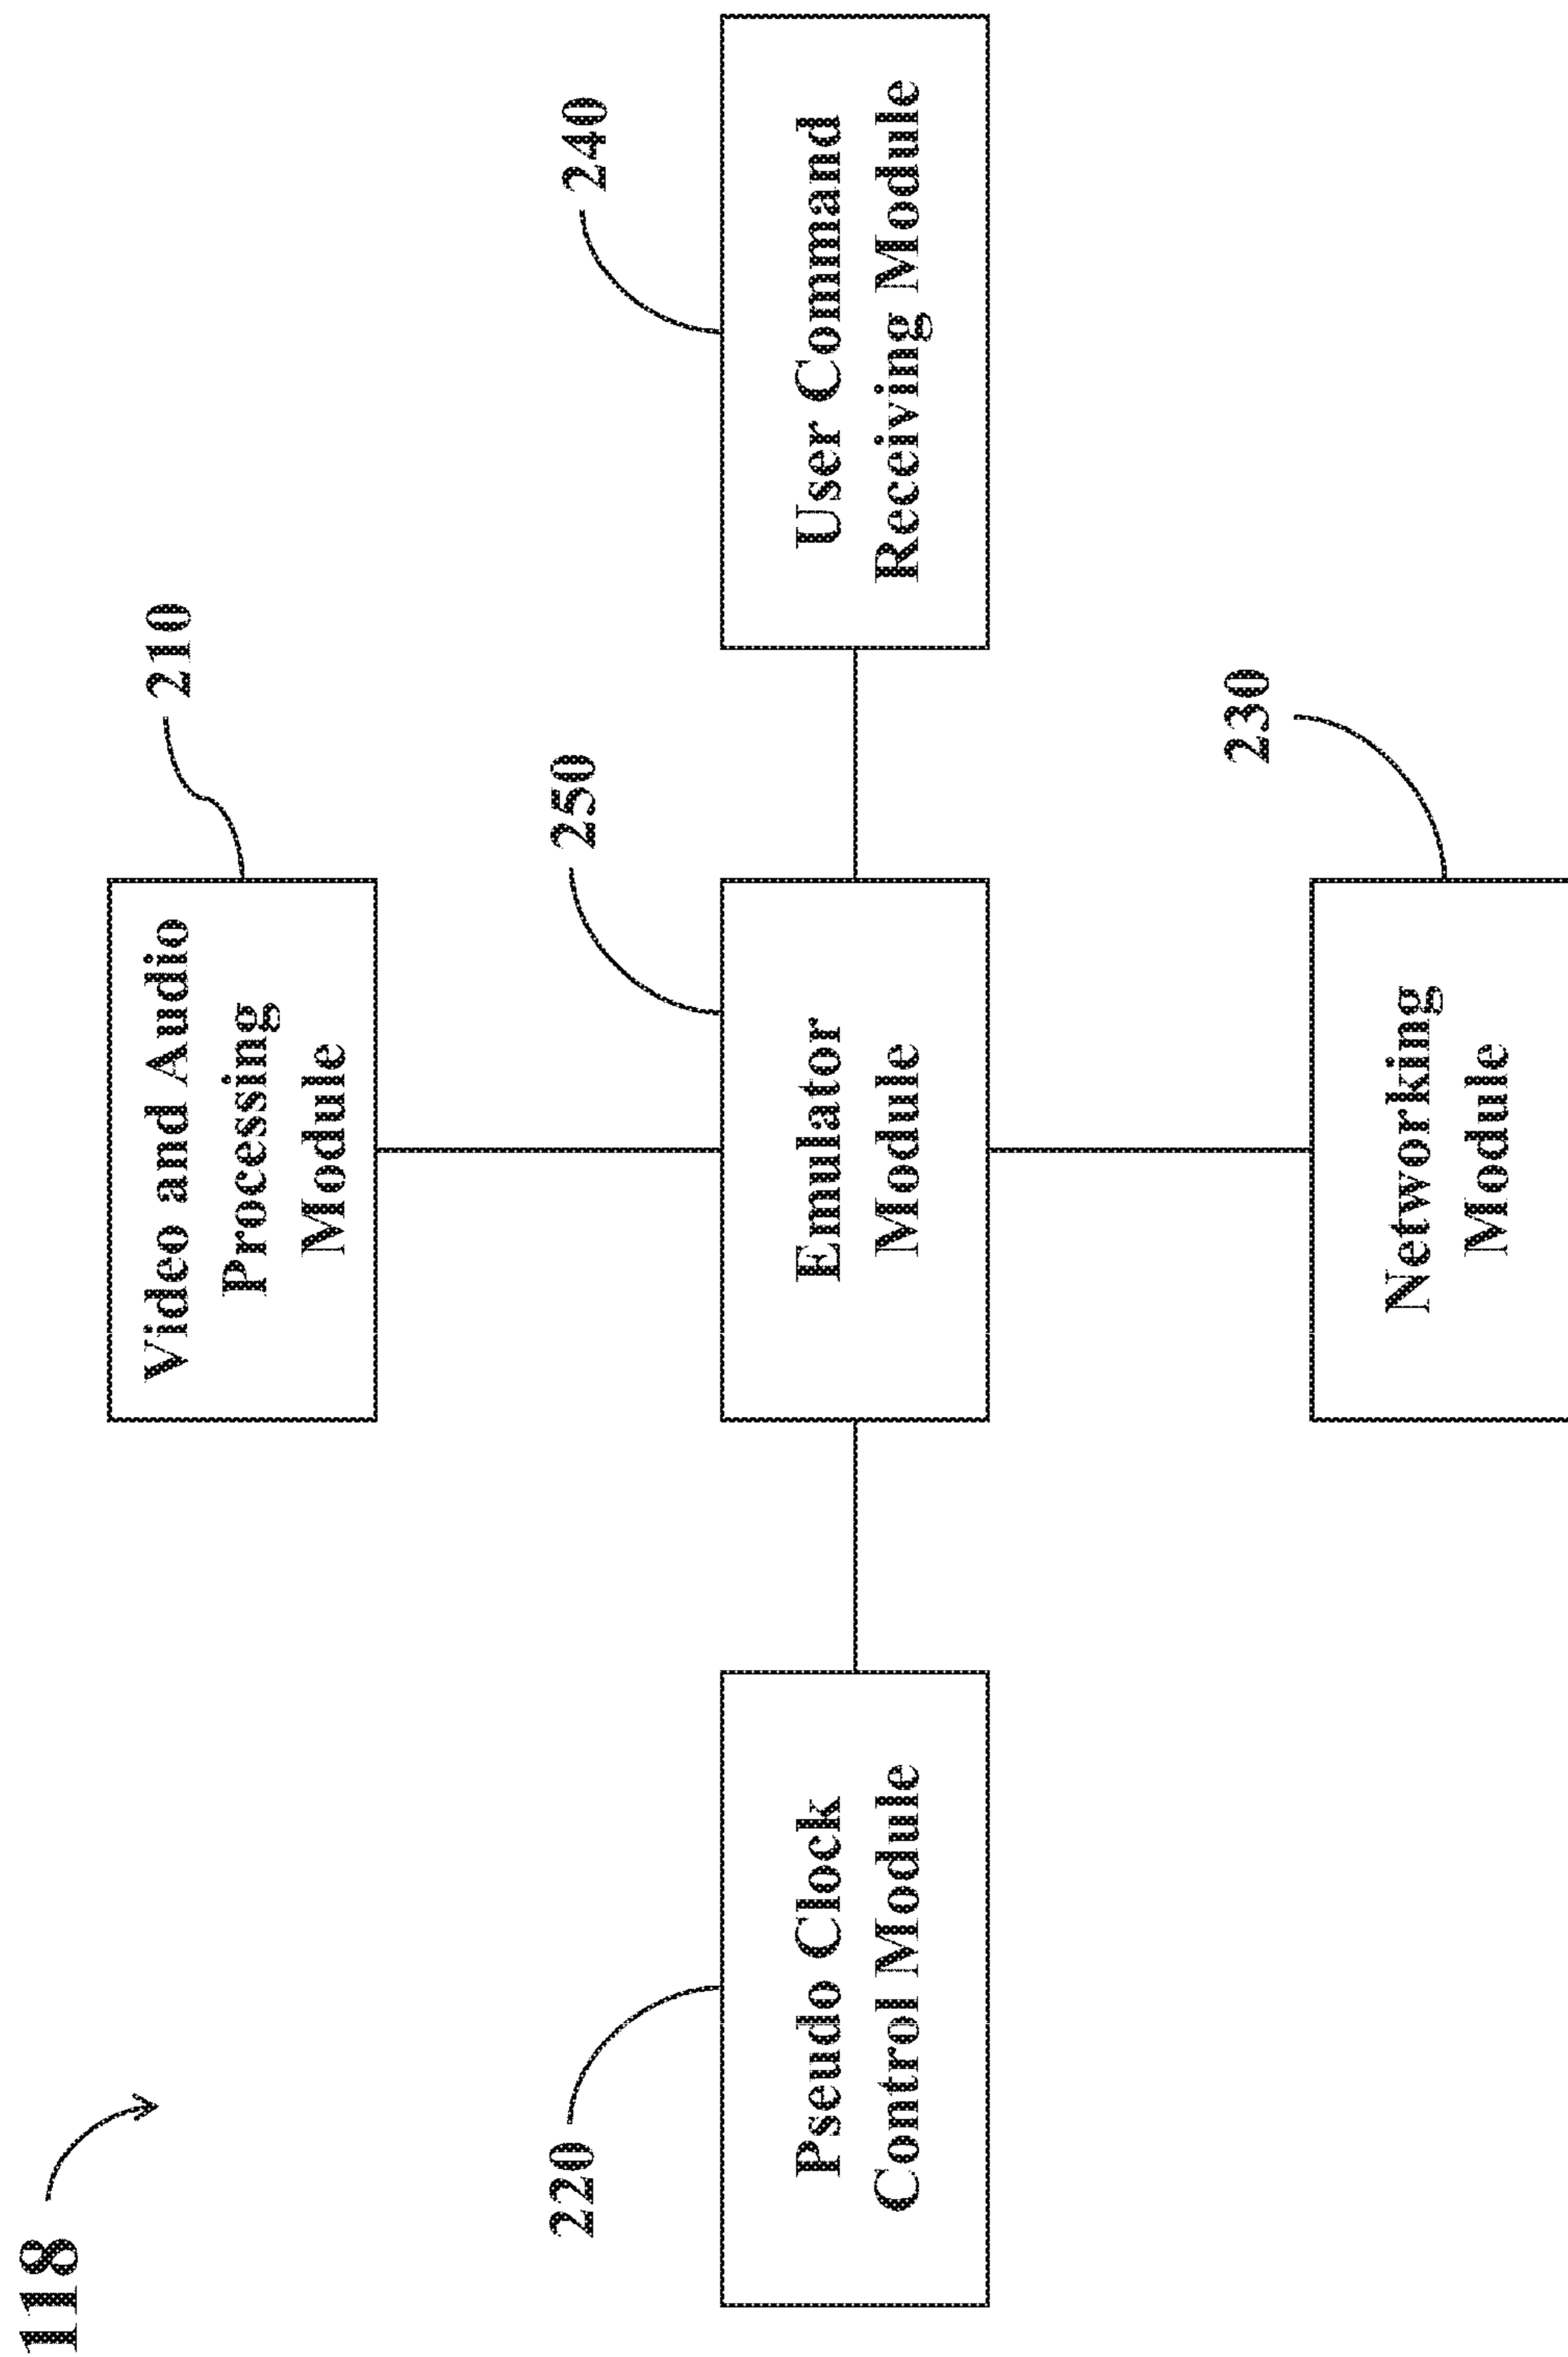 118
210
Video and Audio
Processing
Module
220
Pseudo Clock
Control Module
250
Emulator
Module
240
User Command
Receiving Module
230
Networking
Module